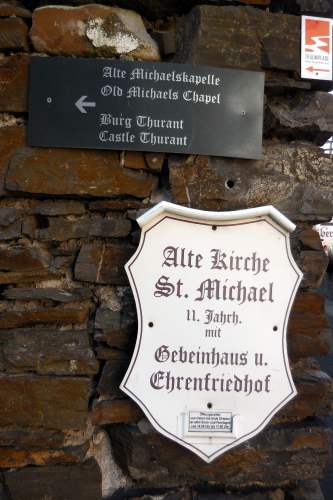 Alte Michaelskapelle
Old Michaels Chapel
Burg Thurant
Castle Thurant
Alte Kirche
St. Michael
11. Jahrh.
mit
Gebeinhaus u.
Ehrenfriedhof